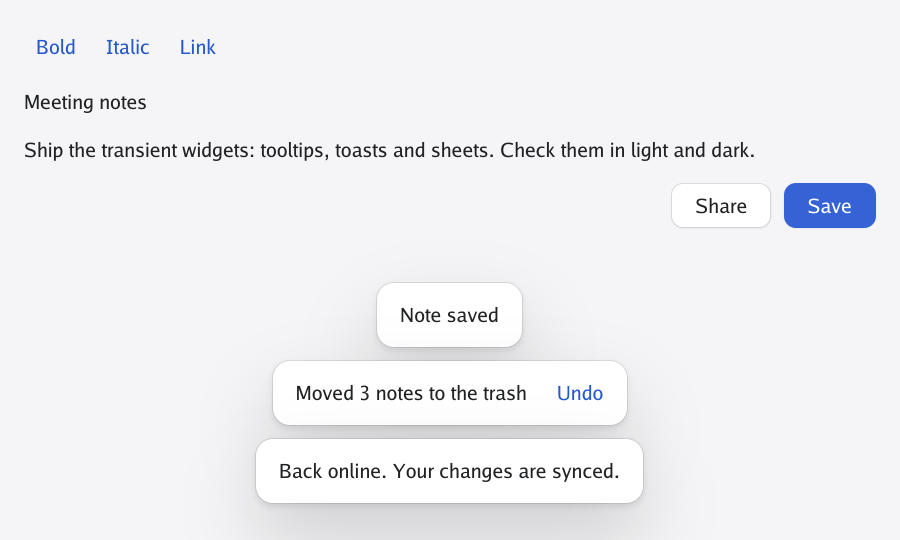 Bold Italic Link
Meeting notes
Ship the transient widgets: tooltips, toasts and sheets. Check them in light and dark.
Share Save
Note saved
Moved 3 notes to the trash Undo
Back online. Your changes are synced.